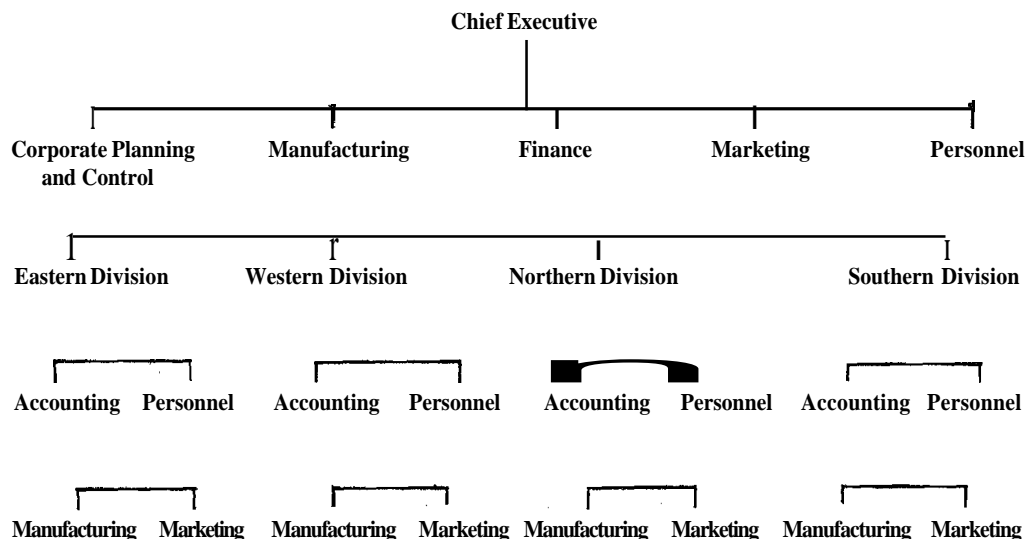 Chief Executive
Corporate Planning and Control Manufacturing Finance Marketing Personnel
Eastern Division Western Division Northern Division Southern Division
Accounting Personnel Accounting Personnel Accounting Personnel Accounting Personnel
Manufacturing Marketing Manufacturing Marketing Manufacturing Marketing Manufacturing Marketing